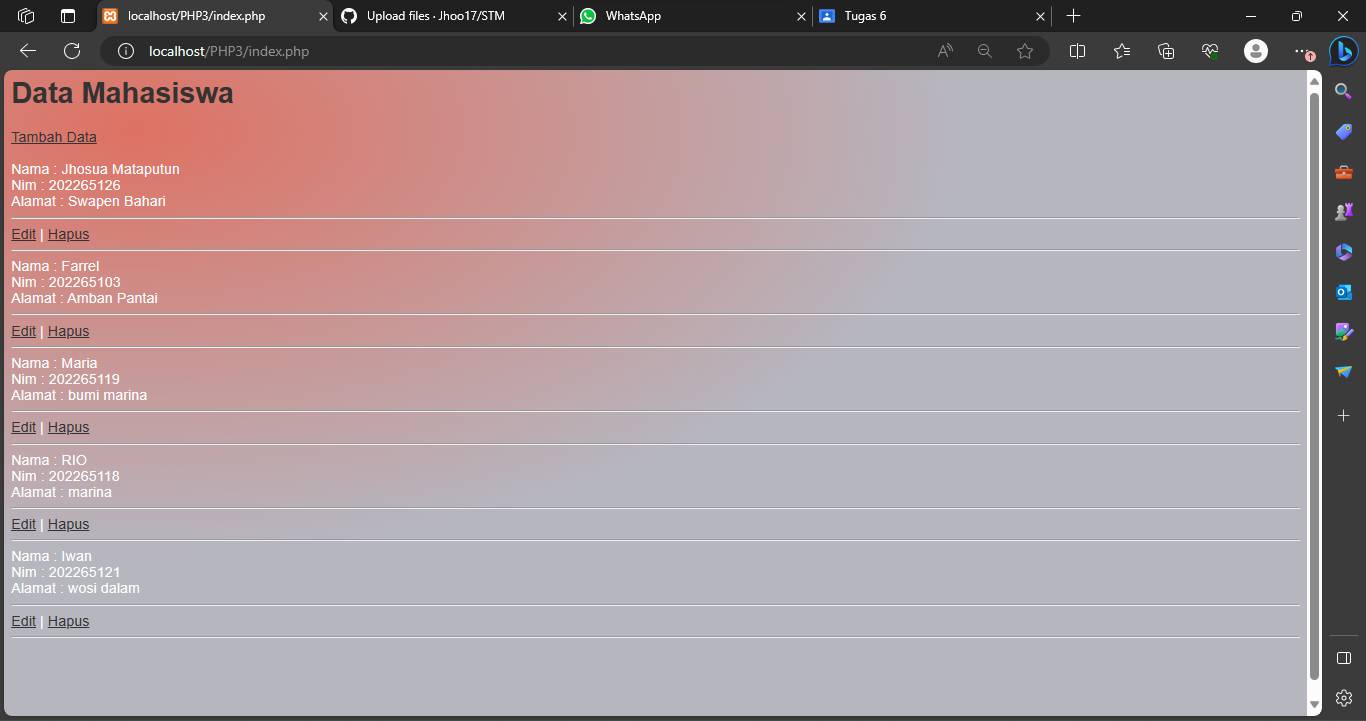 localhost/PHP3/index.php
Upload files · Jhoo17/STM
WhatsApp
Tugas 6
localhost/PHP3/index.php
Data Mahasiswa
Tambah Data
Nama : Jhosua Mataputun
Nim : 202265126
Alamat : Swapen Bahari
Edit | Hapus
Nama : Farrel
Nim : 202265103
Alamat : Amban Pantai
Edit | Hapus
Nama : Maria
Nim : 202265119
Alamat : bumi marina
Edit | Hapus
Nama : RIO
Nim : 202265118
Alamat : marina
Edit | Hapus
Nama : Iwan
Nim : 202265121
Alamat : wosi dalam
Edit | Hapus